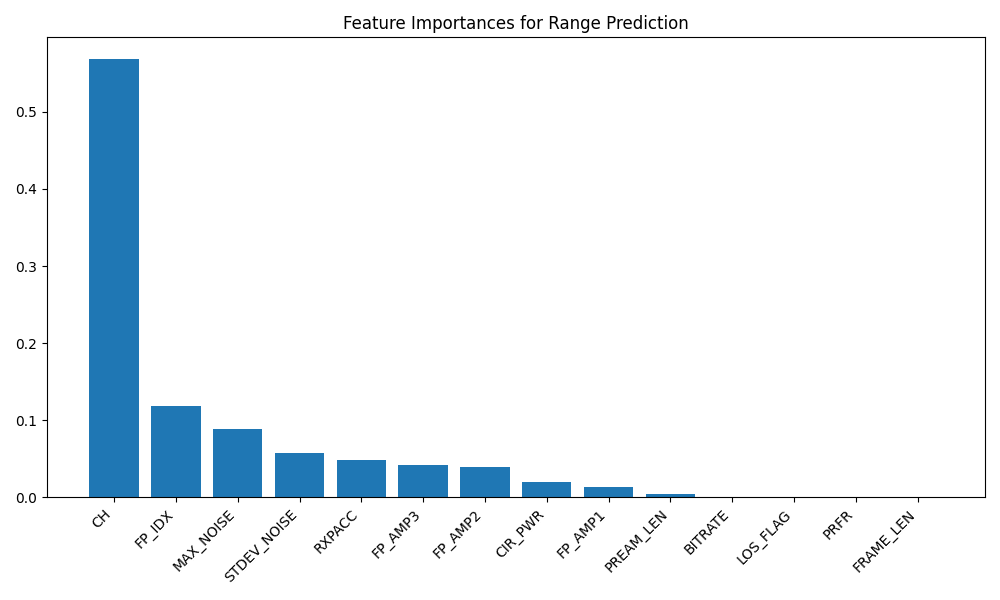 Feature Importances for Range Prediction
0.5
0.4
0.3
0.2
0.1
0.0
CH
FP_IDX
MAX_NOISE
STDEV_NOISE
RXPACC
FP_AMP3
FP_AMP2
CIR_PWR
FP_AMP1
PREAM_LEN
BITRATE
LOS_FLAG
PRFR
FRAME_LEN